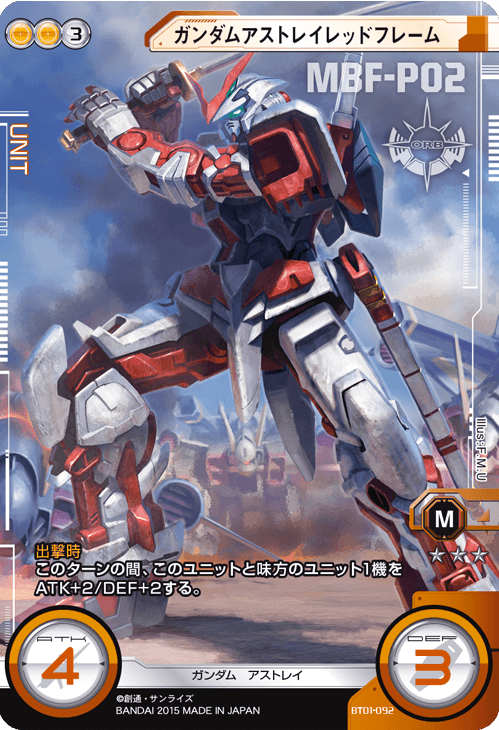 3
ガンダムアストレイレッドフレーム
MBF-P02
ORB
UNIT
Illus:F.M.U
M
出撃時
このターンの間、このユニットと味方のユニット1機を
ATK+2/DEF+2する。
ATK
4
DEF
3
ガンダム アストレイ
©創通・サンライズ
BANDAI 2015 MADE IN JAPAN
BT01-092